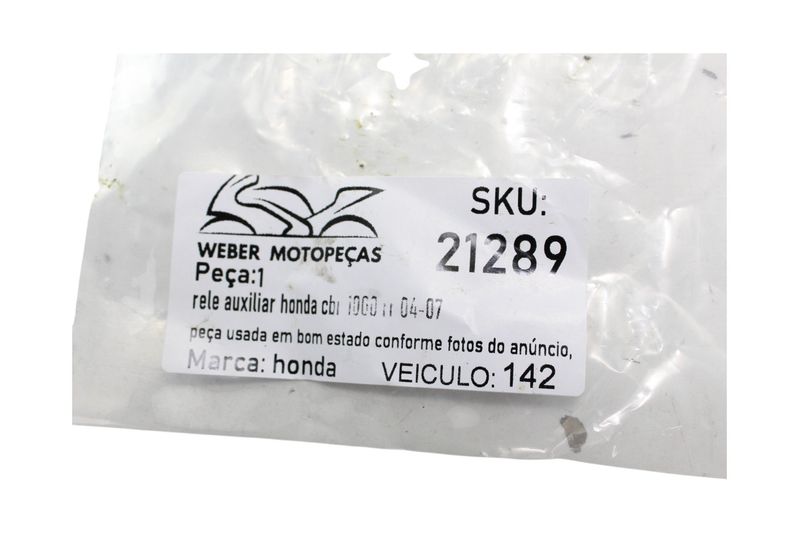 WEBER MOTOPEÇAS
SKU:
21289
Peça:1
rele auxiliar honda cbr 1000 rr 04-07
peça usada em bom estado conforme fotos do anúncio,
Marca: honda
VEICULO: 142